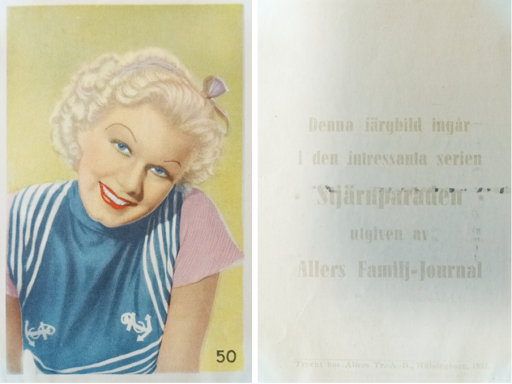 50
Denna färgbild ingår
i den intressanta serien
"Stjärnparaden"
utgiven av
Allers Familj-Journal